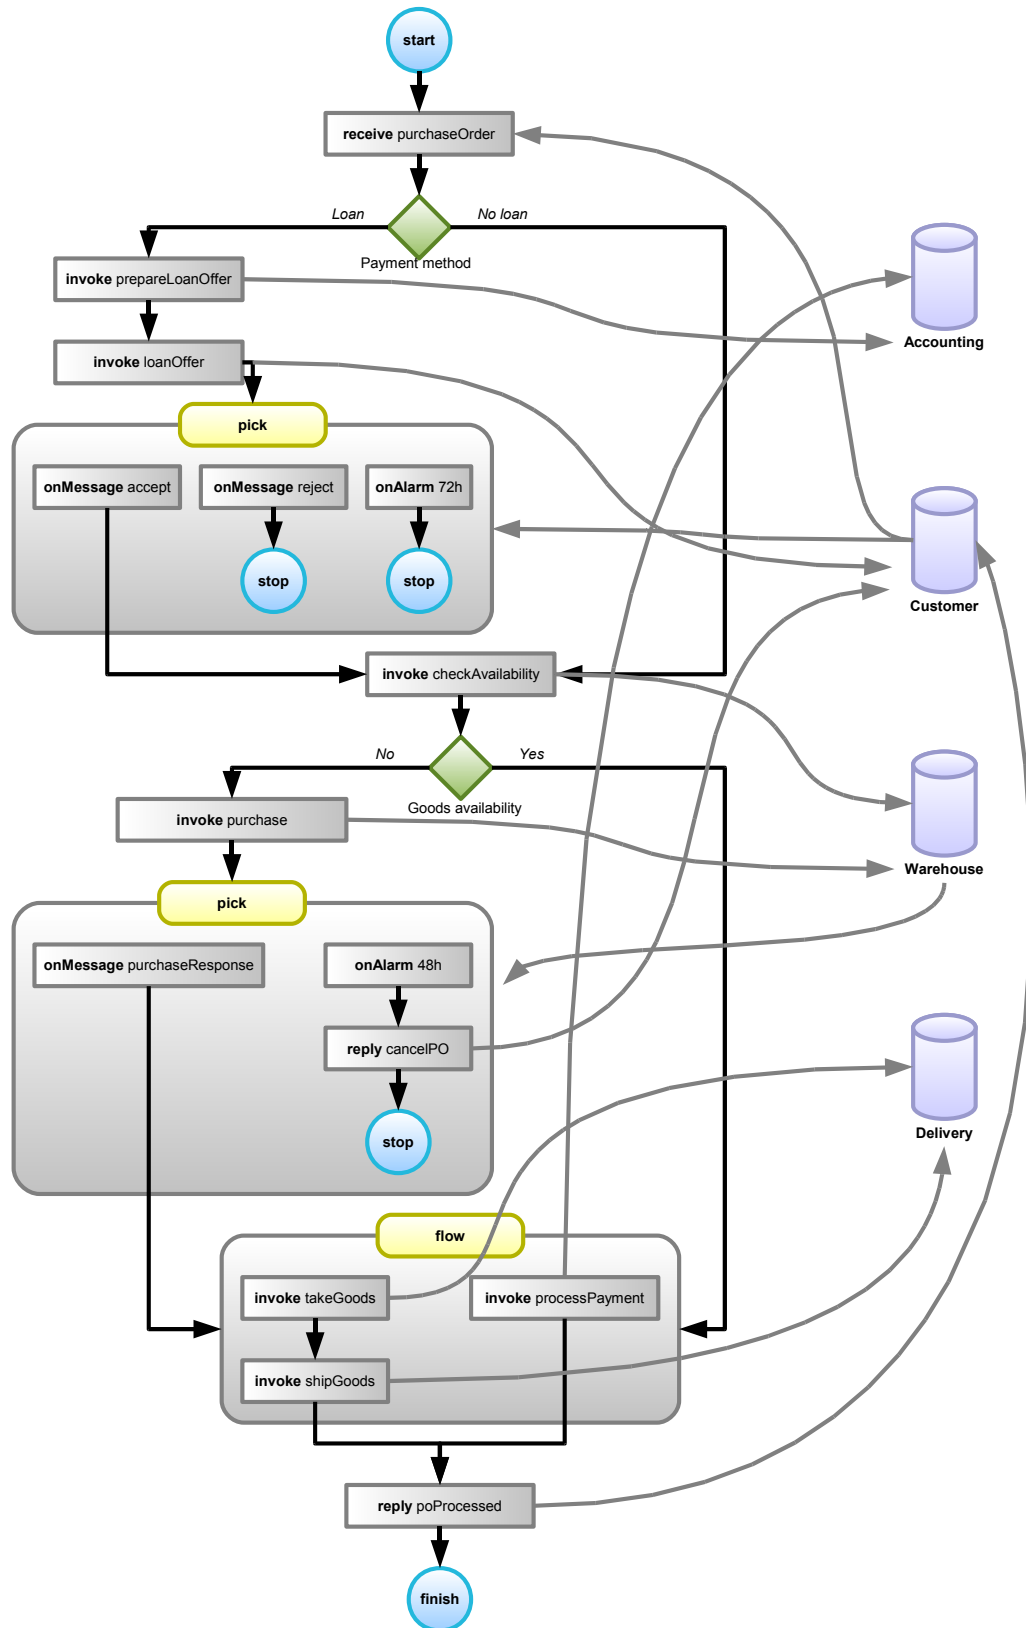 start
receive purchaseOrder
Loan
No loan
Payment method
invoke prepareLoanOffer
Accounting
invoke loanOffer
pick
onMessage accept
onMessage reject
onAlarm 72h
stop
stop
Customer
invoke checkAvailability
No
Yes
Goods availability
invoke purchase
Warehouse
pick
onMessage purchaseResponse
onAlarm 48h
reply cancelPO
stop
Delivery
flow
invoke takeGoods
invoke processPayment
invoke shipGoods
reply poProcessed
finish